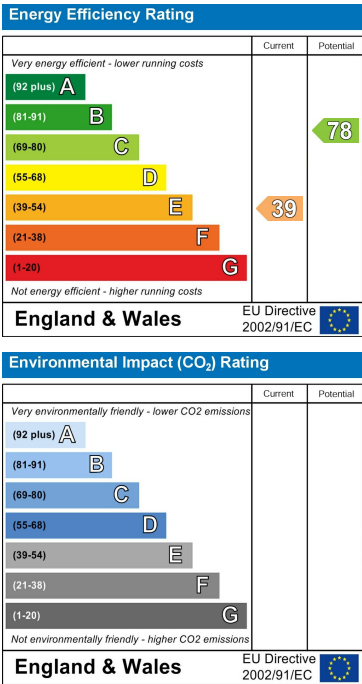 Energy Efficiency Rating
Current Potential
Very energy efficient - lower running costs
(92 plus) A
(81-91) B
78
(69-80) C
(55-68) D
(39-54) E
39
(21-38) F
(1-20) G
Not energy efficient - higher running costs
England & Wales
EU Directive
2002/91/EC
Environmental Impact (CO₂) Rating
Current Potential
Very environmentally friendly - lower CO2 emissions
(92 plus) A
(81-91) B
(69-80) C
(55-68) D
(39-54) E
(21-38) F
(1-20) G
Not environmentally friendly - higher CO2 emissions
England & Wales
EU Directive
2002/91/EC